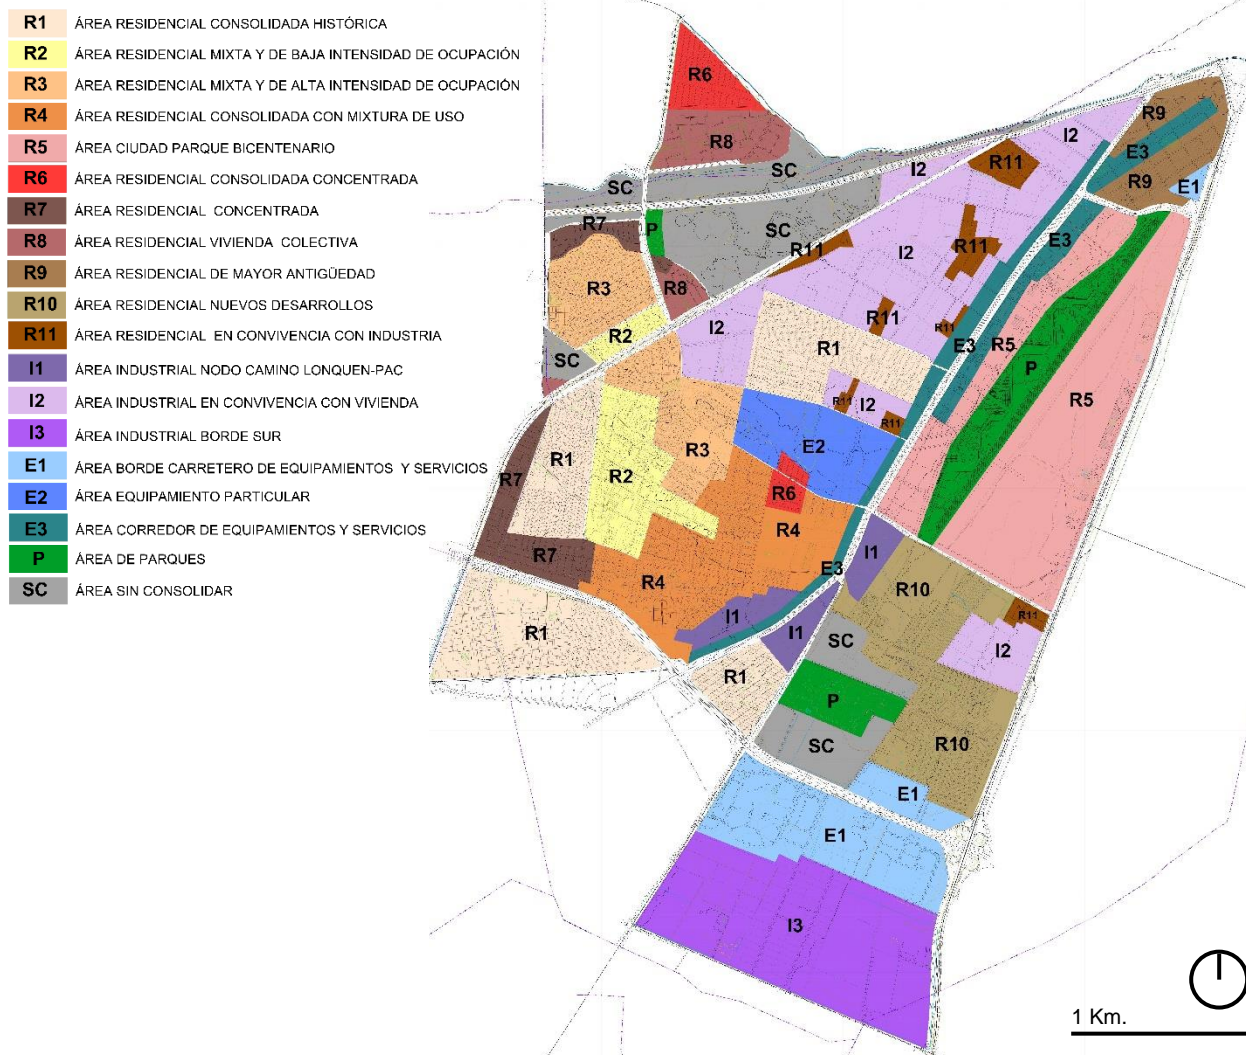 R1 ÁREA RESIDENCIAL CONSOLIDADA HISTÓRICA
R2 ÁREA RESIDENCIAL MIXTA Y DE BAJA INTENSIDAD DE OCUPACIÓN
R3 ÁREA RESIDENCIAL MIXTA Y DE ALTA INTENSIDAD DE OCUPACIÓN
R4 ÁREA RESIDENCIAL CONSOLIDADA CON MIXTURA DE USO
R5 ÁREA CIUDAD PARQUE BICENTENARIO
R6 ÁREA RESIDENCIAL CONSOLIDADA CONCENTRADA
R7 ÁREA RESIDENCIAL CONCENTRADA
R8 ÁREA RESIDENCIAL VIVIENDA COLECTIVA
R9 ÁREA RESIDENCIAL DE MAYOR ANTIGÜEDAD
R10 ÁREA RESIDENCIAL NUEVOS DESARROLLOS
R11 ÁREA RESIDENCIAL EN CONVIVENCIA CON INDUSTRIA
I1 ÁREA INDUSTRIAL NODO CAMINO LONQUEN-PAC
I2 ÁREA INDUSTRIAL EN CONVIVENCIA CON VIVIENDA
I3 ÁREA INDUSTRIAL BORDE SUR
E1 ÁREA BORDE CARRETERO DE EQUIPAMIENTOS Y SERVICIOS
E2 ÁREA EQUIPAMIENTO PARTICULAR
E3 ÁREA CORREDOR DE EQUIPAMIENTOS Y SERVICIOS
P ÁREA DE PARQUES
SC ÁREA SIN CONSOLIDAR
R6
R9
R8
I2
E3
R11
SC
I2
R9
E1
SC
R7
P
SC
E3
R11
R11
I2
R3
R8
R11
I2
R11
R2
R1
E3
R5
SC
P
R11
I2
R5
R11
R3
E2
R1
R2
R7
R6
R4
R7
I1
E3
R4
R10
I1
R11
R1
I1
SC
I2
R1
P
SC
R10
E1
E1
I3
1 Km.